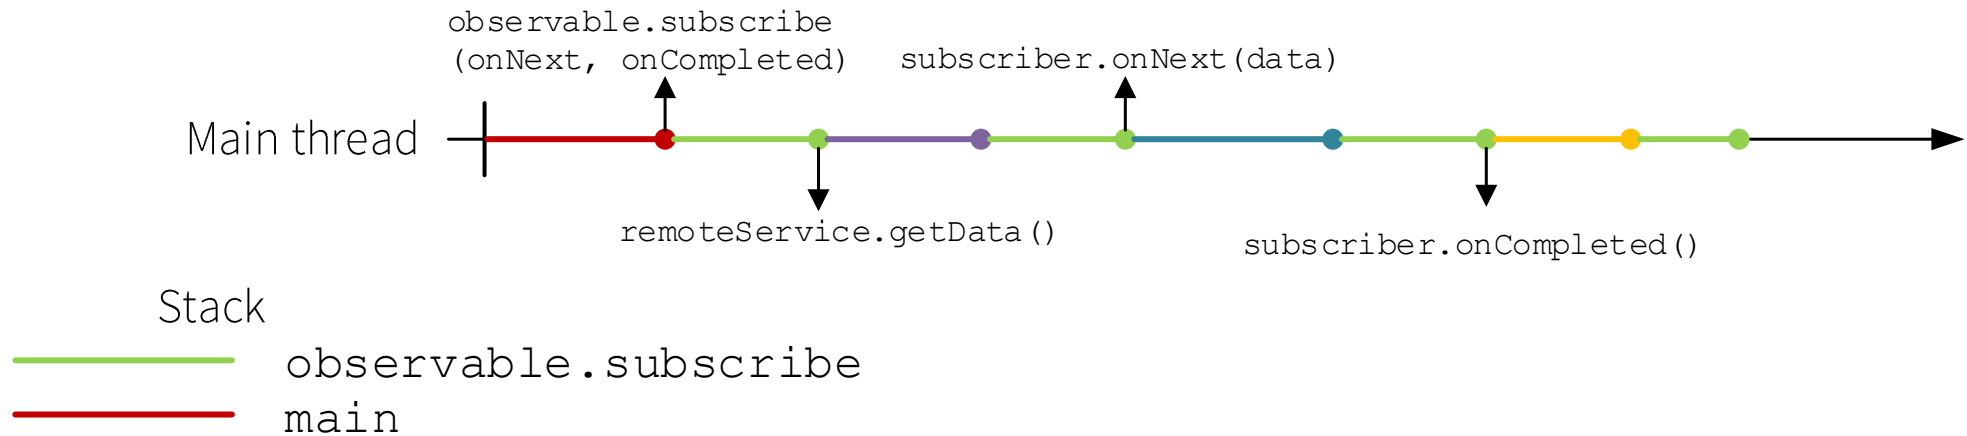 observable.subscribe
(onNext, onCompleted)
subscriber.onNext(data)
Main thread
remoteService.getData()
subscriber.onCompleted()
Stack
observable.subscribe
main